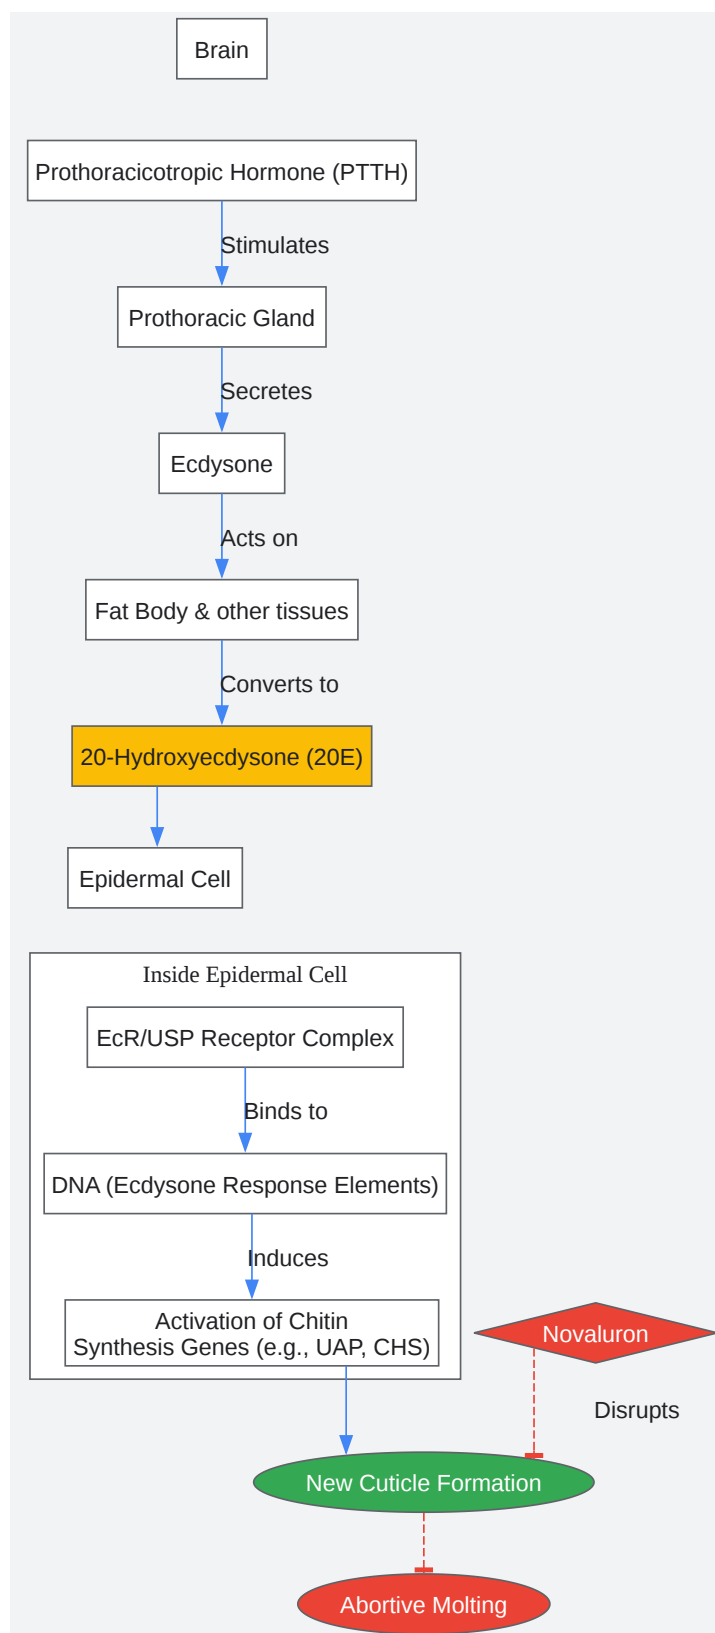 Brain
Prothoracicotropic Hormone (PTTH)
Stimulates
Prothoracic Gland
Secretes
Ecdysone
Acts on
Fat Body & other tissues
Converts to
20-Hydroxyecdysone (20E)
Epidermal Cell
Inside Epidermal Cell
EcR/USP Receptor Complex
Binds to
DNA (Ecdysone Response Elements)
Induces
Activation of Chitin
Synthesis Genes (e.g., UAP, CHS)
Novaluron
Disrupts
New Cuticle Formation
Abortive Molting